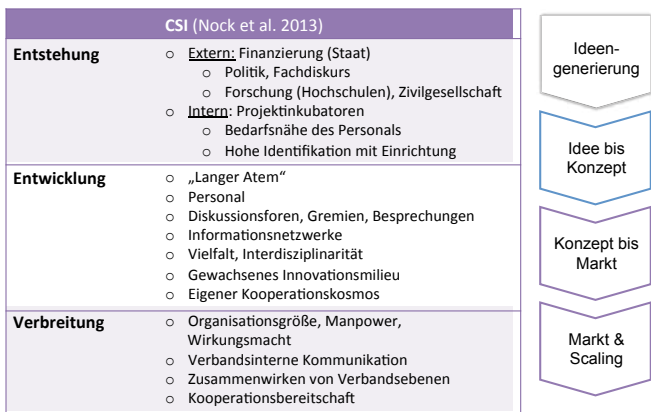 CSI (Nock et al. 2013)
Entstehung
o Extern: Finanzierung (Staat)
o Politik, Fachdiskurs
o Forschung (Hochschulen), Zivilgesellschaft
o Intern: Projektinkubatoren
o Bedarfsnähe des Personals
o Hohe Identifikation mit Einrichtung
Entwicklung
o „Langer Atem“
o Personal
o Diskussionsforen, Gremien, Besprechungen
o Informationsnetzwerke
o Vielfalt, Interdisziplinarität
o Gewachsenes Innovationsmilieu
o Eigener Kooperationskosmos
Verbreitung
o Organisationsgröße, Manpower,
Wirkungsmacht
o Verbandsinterne Kommunikation
o Zusammenwirken von Verbandsebenen
o Kooperationsbereitschaft
Ideen-
generierung
Idee bis
Konzept
Konzept bis
Markt
Markt &
Scaling